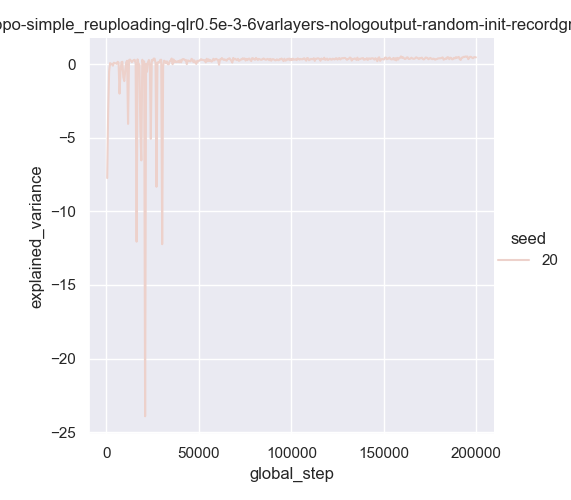 ppo-simple_reuploading-qlr0.5e-3-6varlayers-nologoutput-random-init-recordgr
0
−5
−10
−15
−20
−25
explained_variance
0 50000 100000 150000 200000
global_step
seed
20